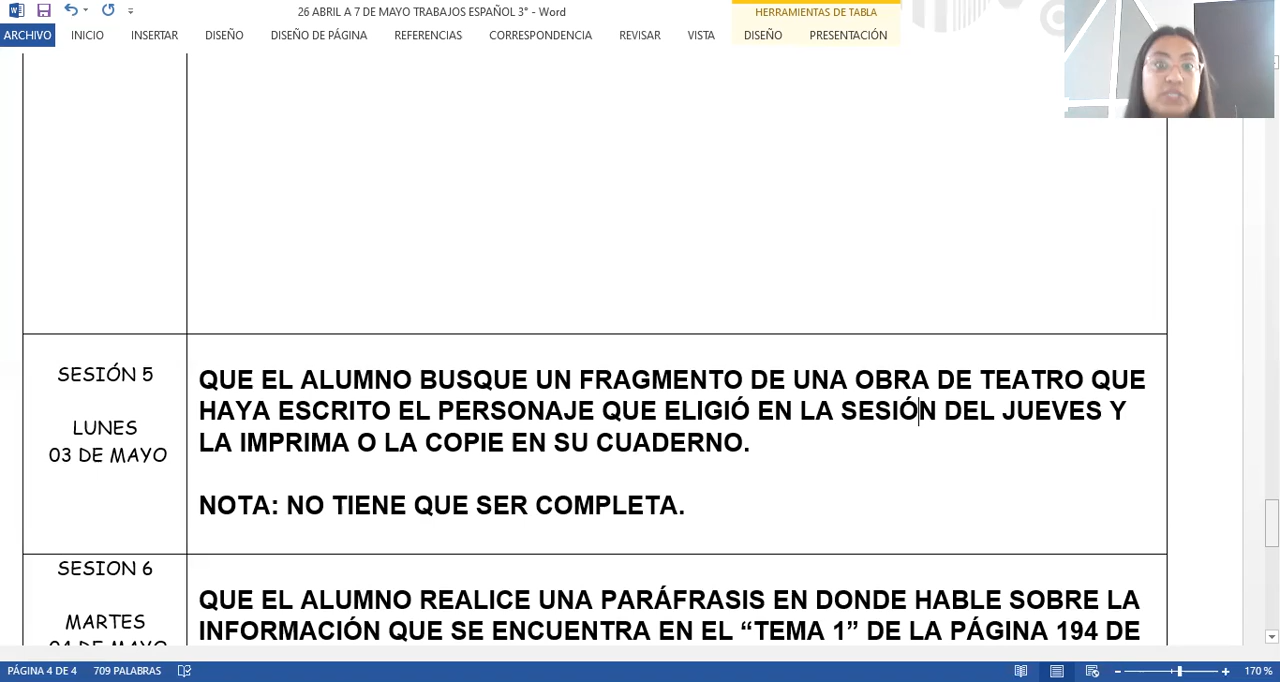 26 ABRIL A 7 DE MAYO TRABAJOS ESPAÑOL 3° - Word
HERRAMIENTAS DE TABLA
ARCHIVO INICIO INSERTAR DISEÑO DISEÑO DE PÁGINA REFERENCIAS CORRESPONDENCIA REVISAR VISTA DISEÑO PRESENTACIÓN
SESIÓN 5
LUNES
03 DE MAYO
QUE EL ALUMNO BUSQUE UN FRAGMENTO DE UNA OBRA DE TEATRO QUE
HAYA ESCRITO EL PERSONAJE QUE ELIGIÓ EN LA SESIÓN DEL JUEVES Y
LA IMPRIMA O LA COPIE EN SU CUADERNO.
NOTA: NO TIENE QUE SER COMPLETA.
SESION 6
MARTES
04 DE MAYO
QUE EL ALUMNO REALICE UNA PARÁFRASIS EN DONDE HABLE SOBRE LA
INFORMACIÓN QUE SE ENCUENTRA EN EL “TEMA 1” DE LA PÁGINA 194 DE
PÁGINA 4 DE 4 709 PALABRAS
170 %